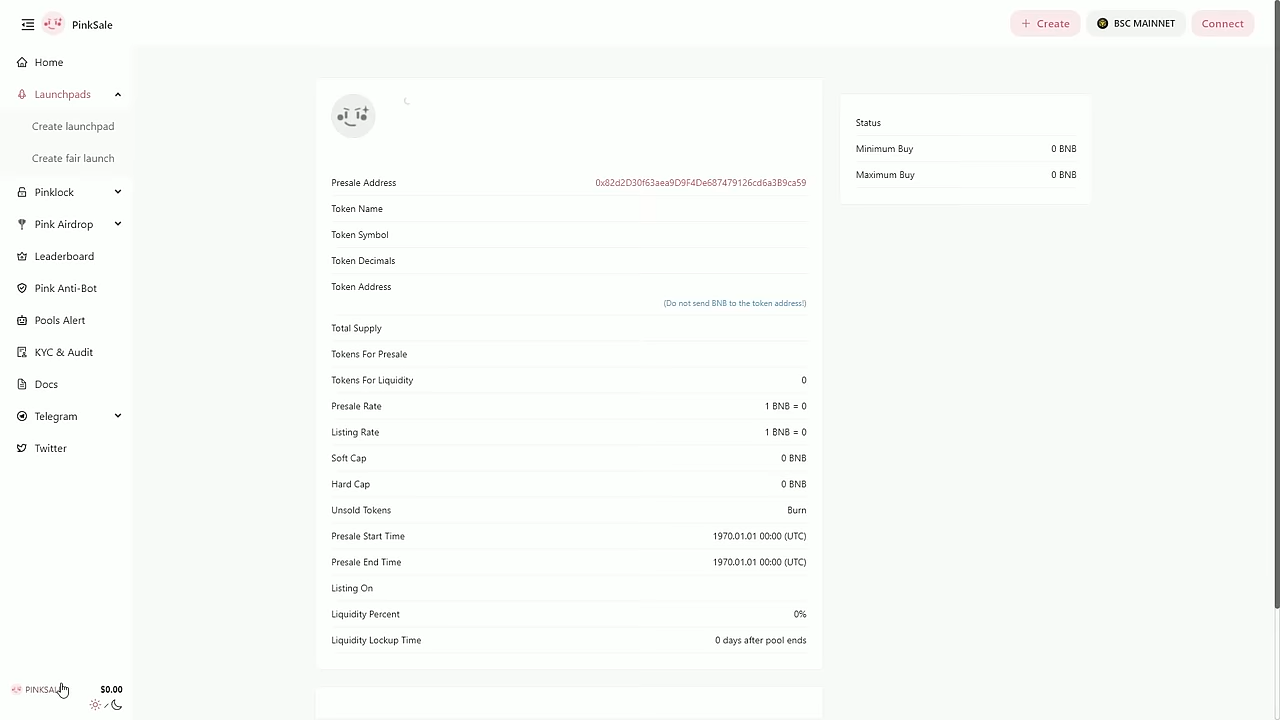 PinkSale
Create
BSC MAINNET
Connect
Home
Launchpads
Create launchpad
Create fair launch
Pinklock
Pink Airdrop
Leaderboard
Pink Anti-Bot
Pools Alert
KYC & Audit
Docs
Telegram
Twitter
$0.00
Presale Address 0x82d2D30f63aea9D9F4De687479126cd6a3B9ca59
Token Name
Token Symbol
Token Decimals
Token Address
(Do not send BNB to the token address!)
Total Supply
Tokens For Presale
Tokens For Liquidity 0
Presale Rate 1 BNB = 0
Listing Rate 1 BNB = 0
Soft Cap 0 BNB
Hard Cap 0 BNB
Unsold Tokens Burn
Presale Start Time 1970.01.01 00:00 (UTC)
Presale End Time 1970.01.01 00:00 (UTC)
Listing On
Liquidity Percent 0%
Liquidity Lockup Time 0 days after pool ends
Status
Minimum Buy 0 BNB
Maximum Buy 0 BNB